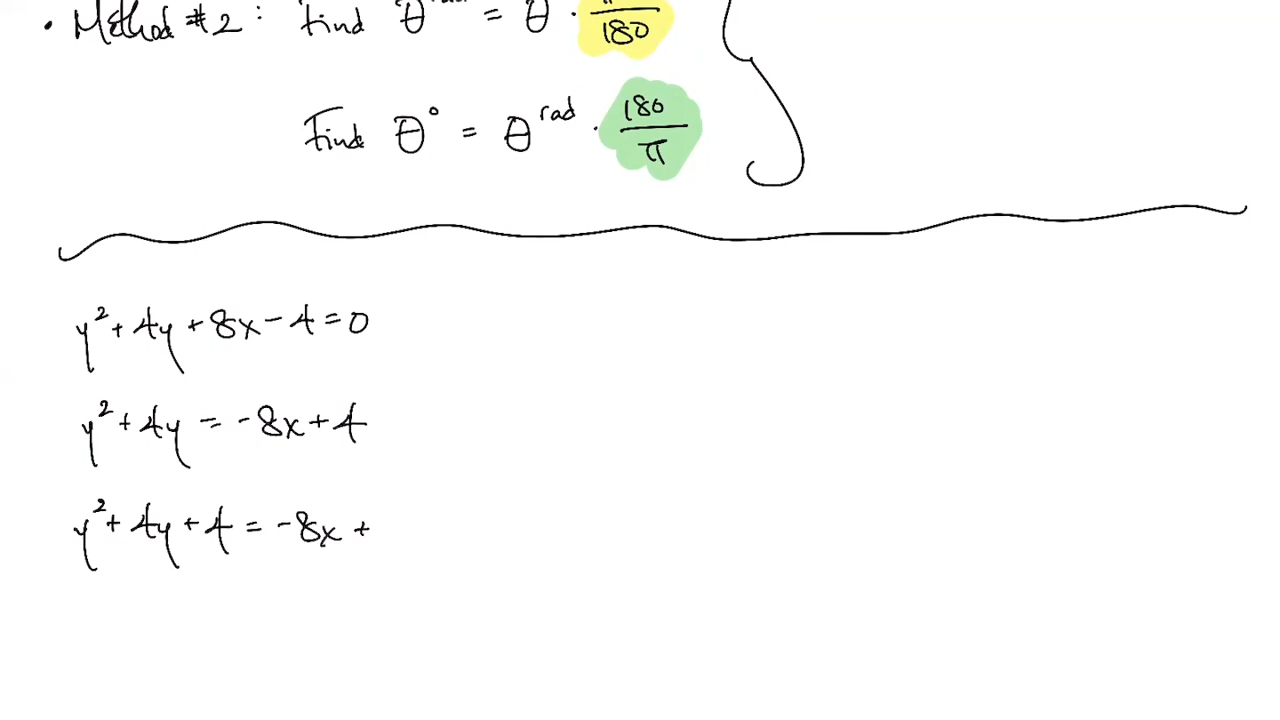 • Method #2: Find θ^rad = θ · π/180
Find θ° = θ^rad · 180/π
y² + 4y + 8x - 4 = 0
y² + 4y = -8x + 4
y² + 4y + 4 = -8x +